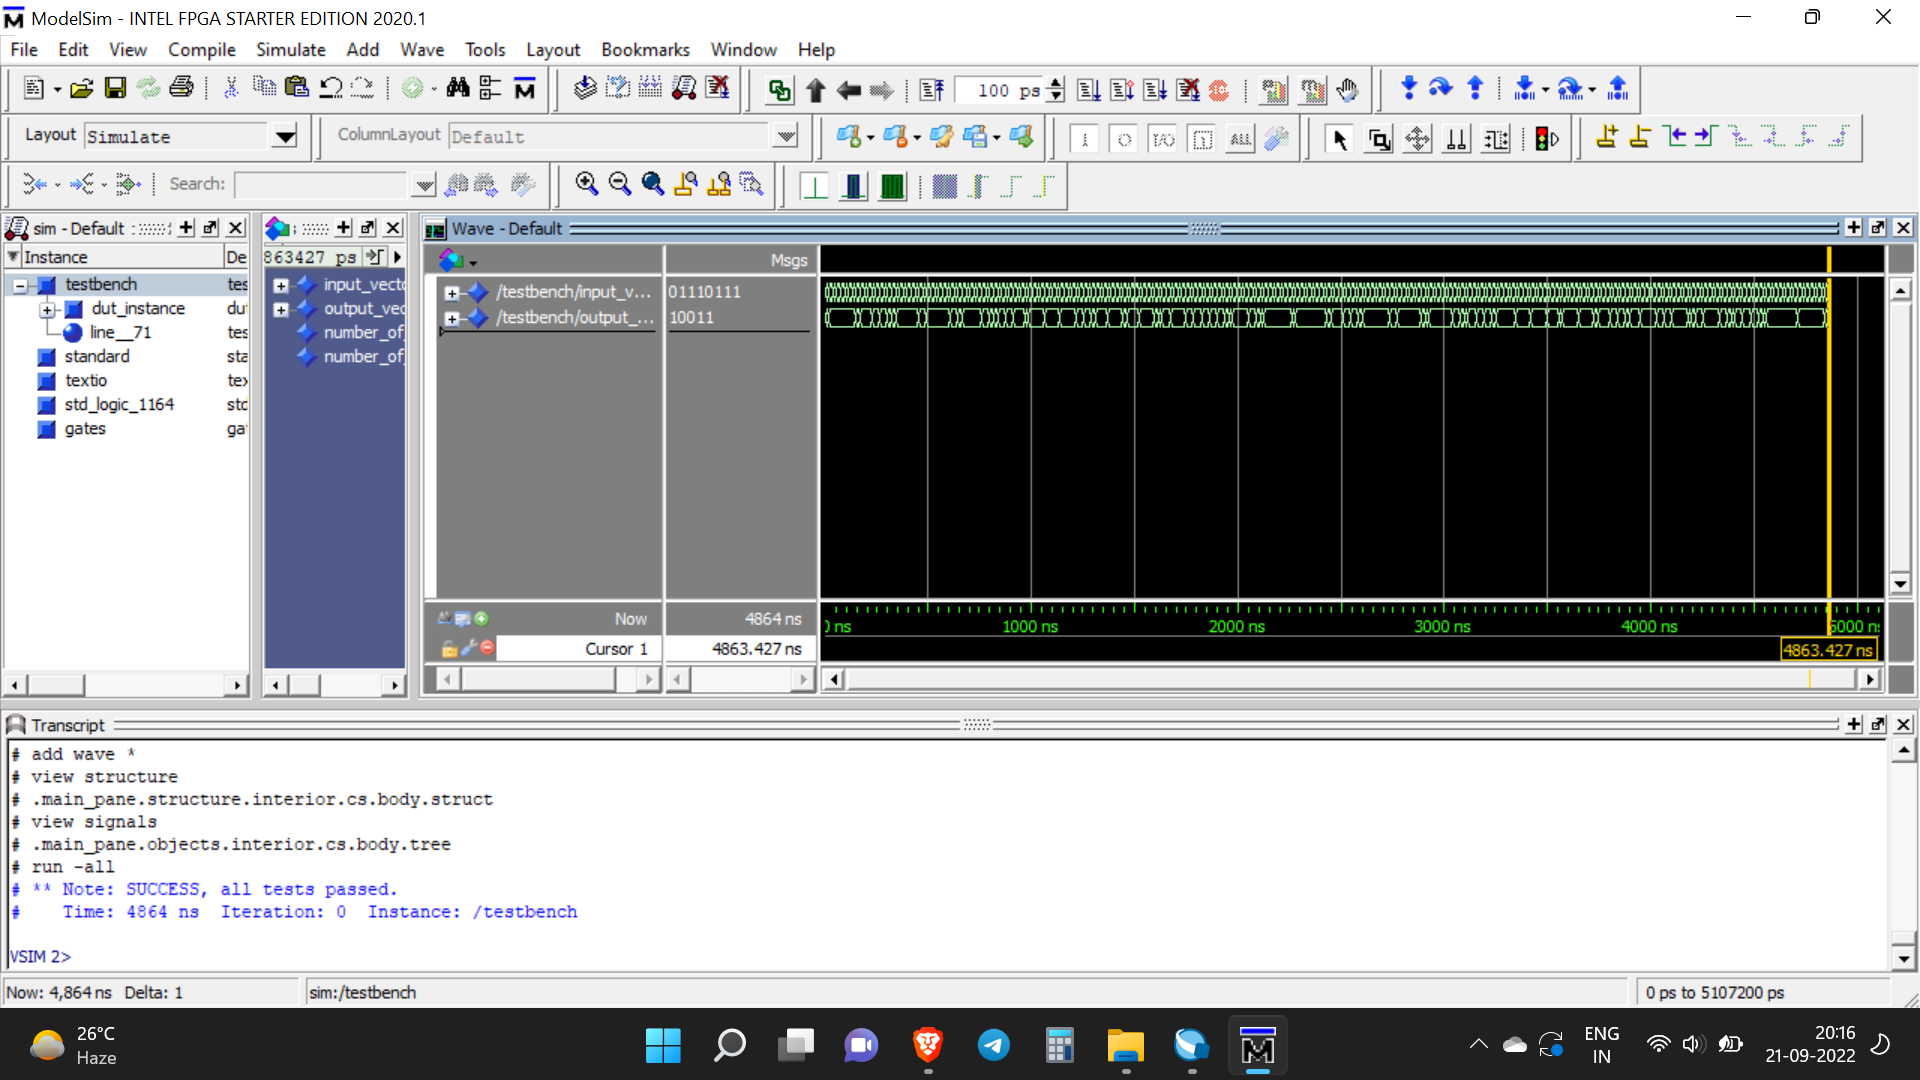 ModelSim - INTEL FPGA STARTER EDITION 2020.1
File Edit View Compile Simulate Add Wave Tools Layout Bookmarks Window Help
100 ps
Layout Simulate
ColumnLayout Default
Search:
sim - Default
Instance De
testbench tes
dut_instance du
line__71 tes
standard sta
textio tex
std_logic_1164 std
gates ga
863427 ps
input_vecto
output_vec
number_of
number_of
Wave - Default
Msgs
/testbench/input_v... 01110111
/testbench/output_... 10011
Now 4864 ns
Cursor 1 4863.427 ns
ns 1000 ns 2000 ns 3000 ns 4000 ns 5000 n
4863.427 ns
Transcript
# add wave *
# view structure
# .main_pane.structure.interior.cs.body.struct
# view signals
# .main_pane.objects.interior.cs.body.tree
# run -all
# ** Note: SUCCESS, all tests passed.
# Time: 4864 ns Iteration: 0 Instance: /testbench
VSIM 2>
Now: 4,864 ns Delta: 1
sim:/testbench
0 ps to 5107200 ps
26°C
Haze
ENG
IN
20:16
21-09-2022